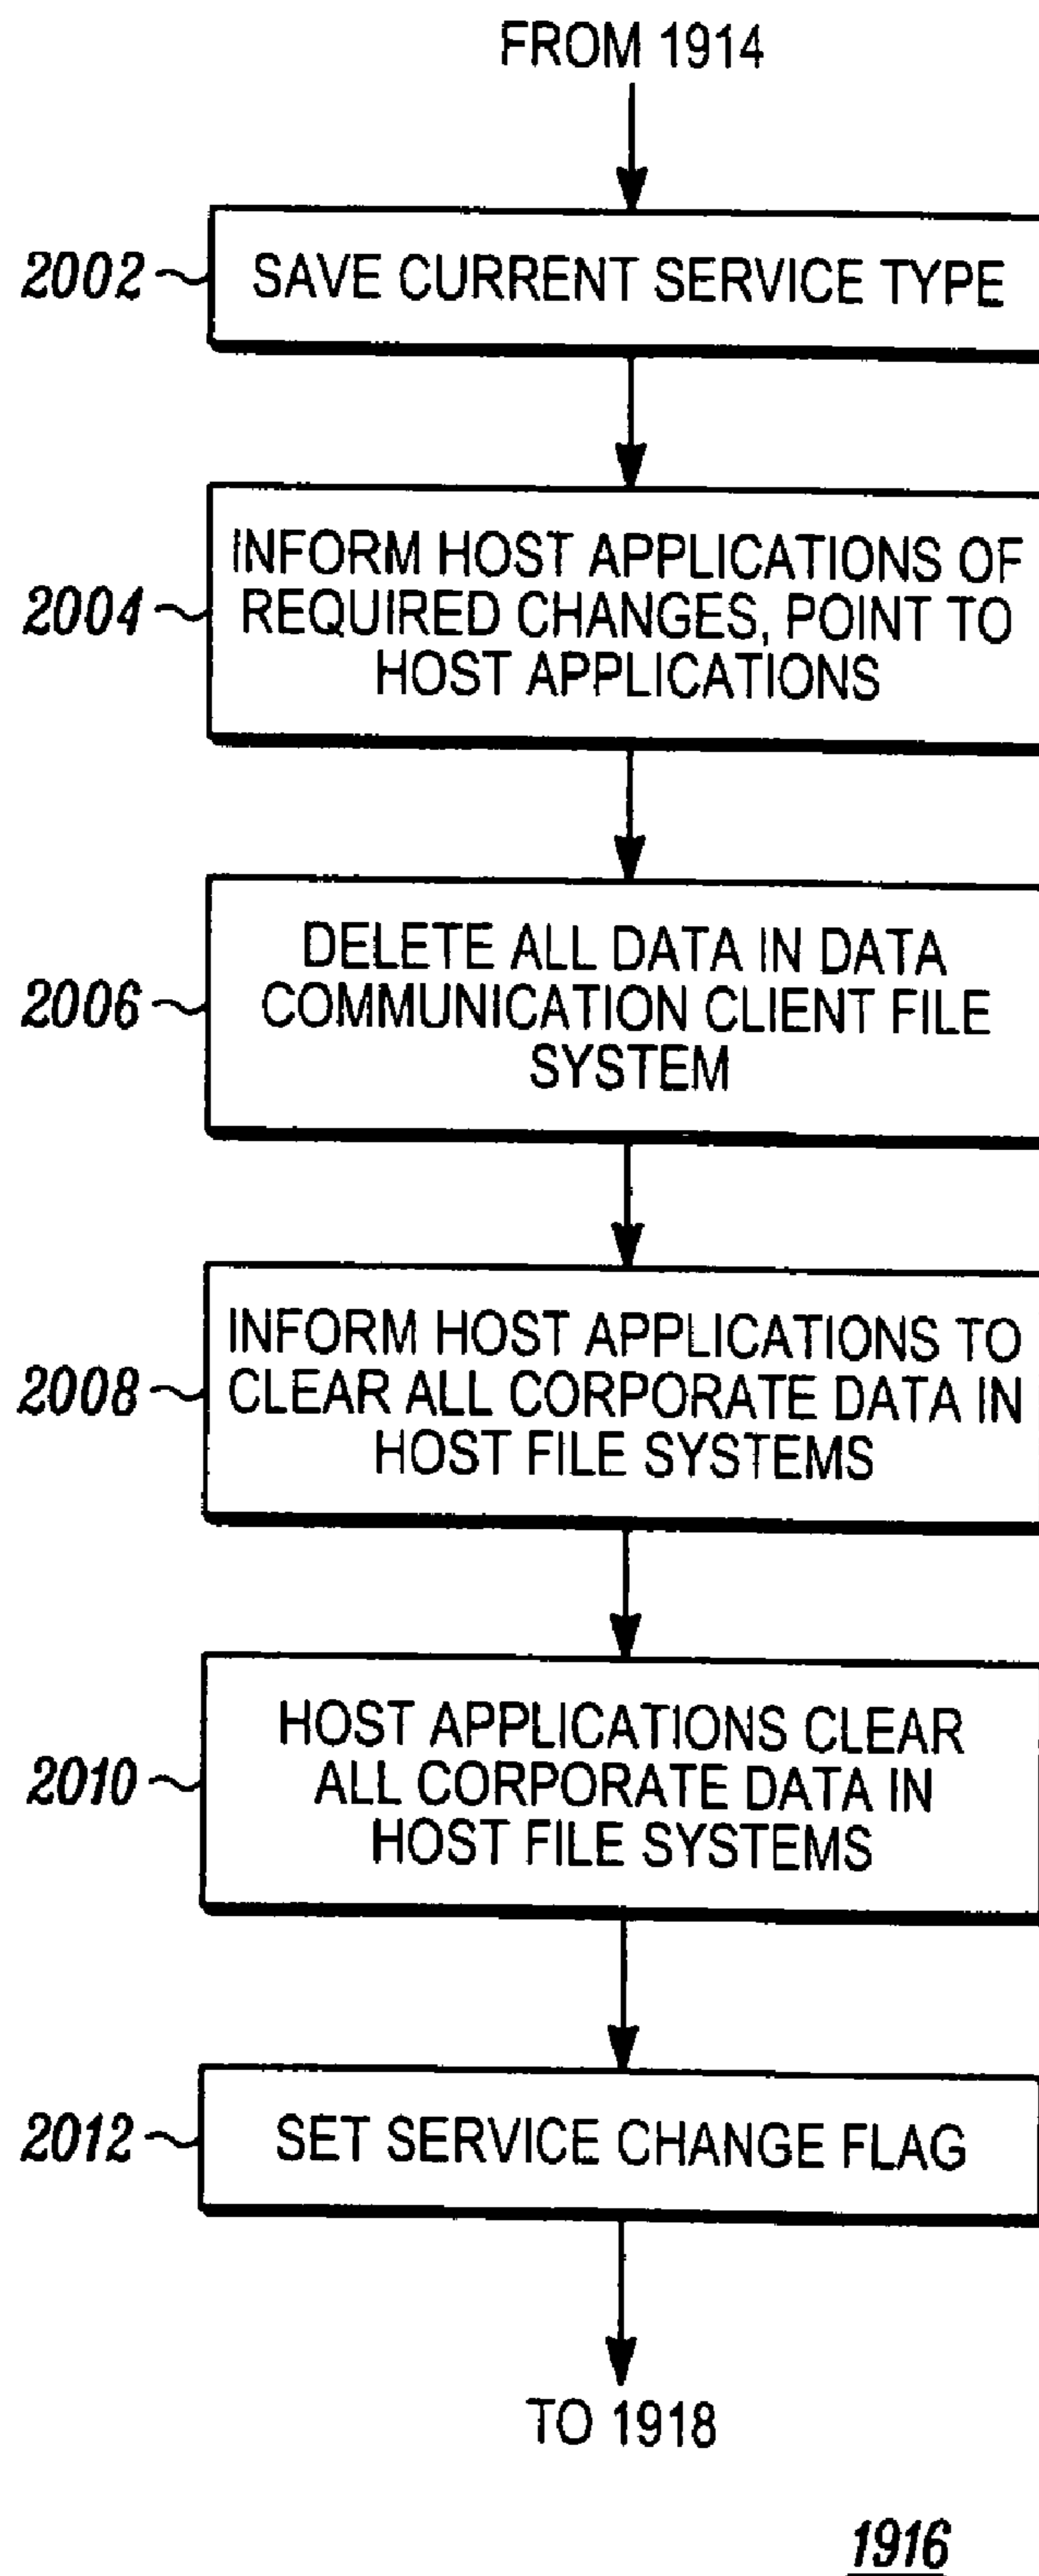 FROM 1914
2002
SAVE CURRENT SERVICE TYPE
2004
INFORM HOST APPLICATIONS OF
REQUIRED CHANGES, POINT TO
HOST APPLICATIONS
2006
DELETE ALL DATA IN DATA
COMMUNICATION CLIENT FILE
SYSTEM
2008
INFORM HOST APPLICATIONS TO
CLEAR ALL CORPORATE DATA IN
HOST FILE SYSTEMS
2010
HOST APPLICATIONS CLEAR
ALL CORPORATE DATA IN
HOST FILE SYSTEMS
2012
SET SERVICE CHANGE FLAG
TO 1918
1916